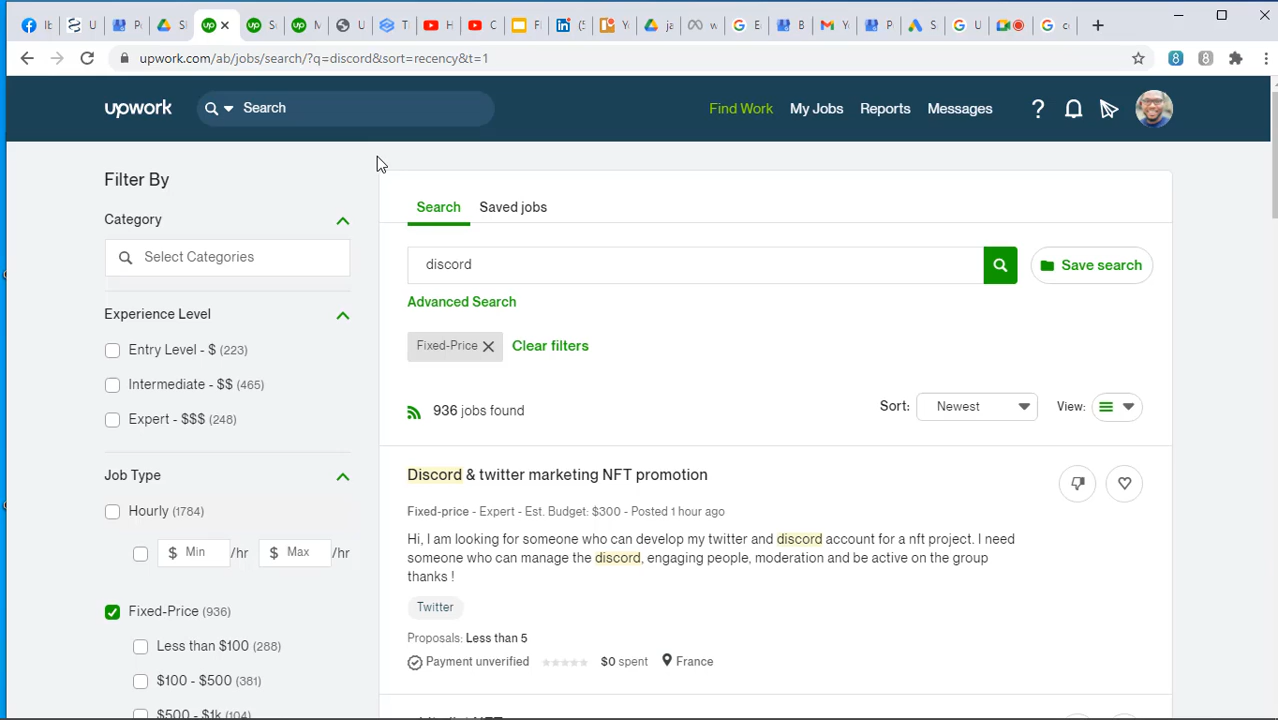 Ib
U
P
S
S
M
U
Ti
H
C
F
Y
ja
w
E
B
Y
P
S
U
c
upwork.com/ab/jobs/search/?q=discord&sort=recency&t=1
8
8
upwork
Search
Find Work
My Jobs
Reports
Messages
?
Filter By
Category
Select Categories
Experience Level
Entry Level - $ (223)
Intermediate - $$ (465)
Expert - $$$ (248)
Job Type
Hourly (1784)
$ Min /hr $ Max /hr
Fixed-Price (936)
Less than $100 (288)
$100 - $500 (381)
$500 - $1k (104)
Search
Saved jobs
discord
Save search
Advanced Search
Fixed-Price
Clear filters
936 jobs found
Sort: Newest
View:
Discord & twitter marketing NFT promotion
Fixed-price - Expert - Est. Budget: $300 - Posted 1 hour ago
Hi, I am looking for someone who can develop my twitter and discord account for a nft project. I need
someone who can manage the discord, engaging people, moderation and be active on the group
thanks !
Twitter
Proposals: Less than 5
Payment unverified $0 spent France